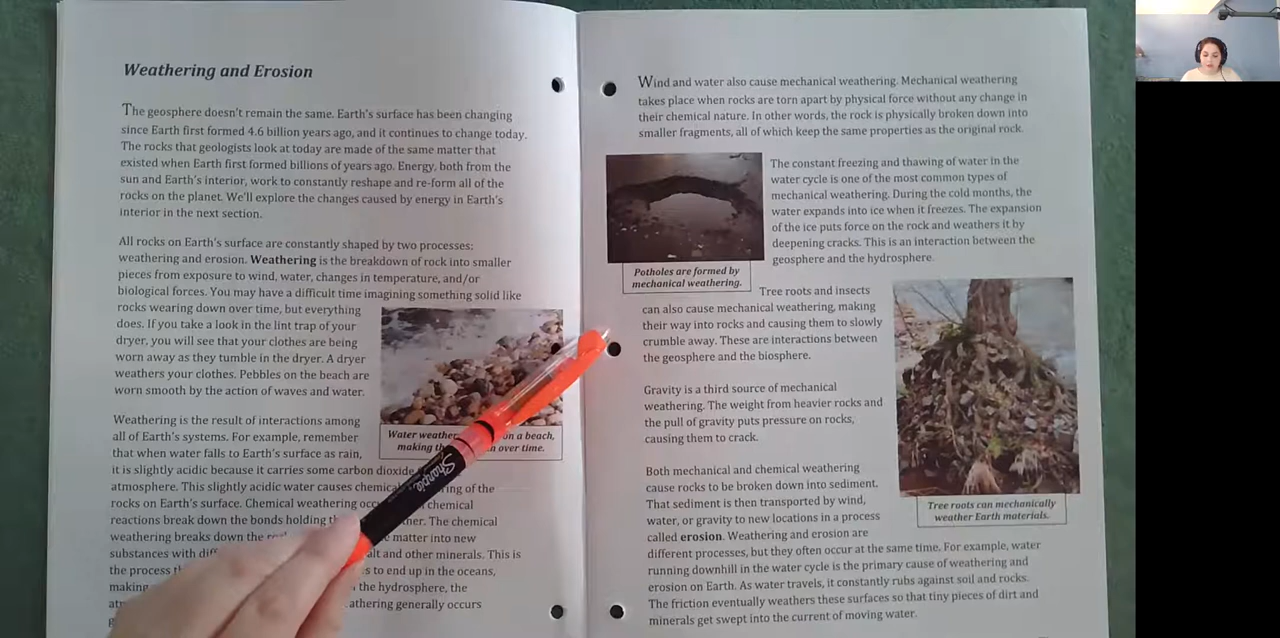 Weathering and Erosion
The geosphere doesn't remain the same. Earth's surface has been changing
since Earth first formed 4.6 billion years ago, and it continues to change today.
The rocks that geologists look at today are made of the same matter that
existed when Earth first formed billions of years ago. Energy, both from the
sun and Earth's interior, work to constantly reshape and re-form all of the
rocks on the planet. We'll explore the changes caused by energy in Earth's
interior in the next section.
All rocks on Earth's surface are constantly shaped by two processes:
weathering and erosion. Weathering is the breakdown of rock into smaller
pieces from exposure to wind, water, changes in temperature, and/or
biological forces. You may have a difficult time imagining something solid like
rocks wearing down over time, but everything
does. If you take a look in the lint trap of your
dryer, you will see that your clothes are being
worn away as they tumble in the dryer. A dryer
weathers your clothes. Pebbles on the beach are
worn smooth by the action of waves and water.
Water on a beach,
making over time.
Weathering is the result of interactions among
all of Earth's systems. For example, remember
that when water falls to Earth's surface as rain,
it is slightly acidic because it carries some carbon dioxide
atmosphere. This slightly acidic water causes of the
rocks on Earth's surface. Chemical weathering chemical
reactions break down the bonds holding The chemical
weathering breaks down the matter into new
substances with and other minerals. This is
the process to end up in the oceans,
making the hydrosphere, the
generally occurs
Sharpie
Wind and water also cause mechanical weathering. Mechanical weathering
takes place when rocks are torn apart by physical force without any change in
their chemical nature. In other words, the rock is physically broken down into
smaller fragments, all of which keep the same properties as the original rock.
The constant freezing and thawing of water in the
water cycle is one of the most common types of
mechanical weathering. During the cold months, the
water expands into ice when it freezes. The expansion
of the ice puts force on the rock and weathers it by
deepening cracks. This is an interaction between the
geosphere and the hydrosphere.
Potholes are formed by
mechanical weathering.
Tree roots and insects
can also cause mechanical weathering, making
their way into rocks and causing them to slowly
crumble away. These are interactions between
the geosphere and the biosphere.
Gravity is a third source of mechanical
weathering. The weight from heavier rocks and
the pull of gravity puts pressure on rocks,
causing them to crack.
Tree roots can mechanically
weather Earth materials.
Both mechanical and chemical weathering
cause rocks to be broken down into sediment.
That sediment is then transported by wind,
water, or gravity to new locations in a process
called erosion. Weathering and erosion are
different processes, but they often occur at the same time. For example, water
running downhill in the water cycle is the primary cause of weathering and
erosion on Earth. As water travels, it constantly rubs against soil and rocks.
The friction eventually weathers these surfaces so that tiny pieces of dirt and
minerals get swept into the current of moving water.